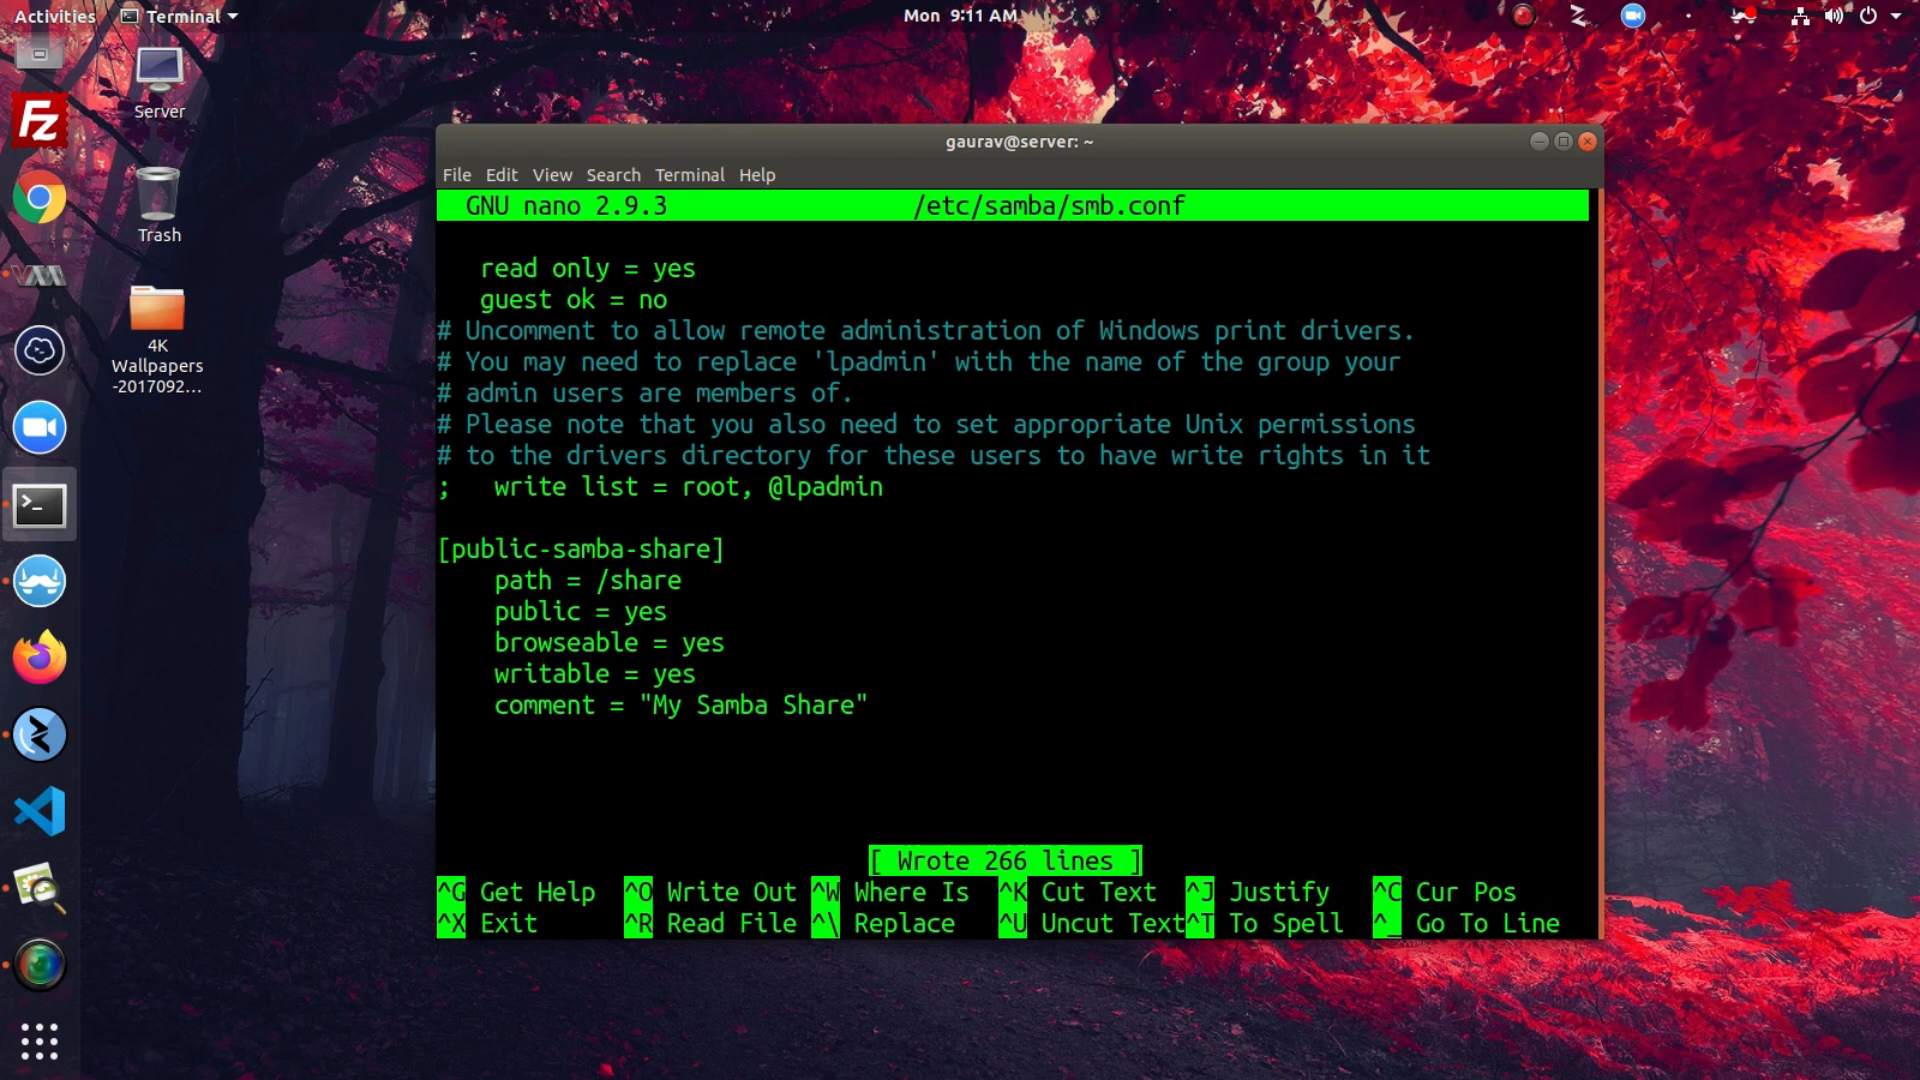 Activities Terminal Mon 9:11 AM
Server
Trash
4K
Wallpapers
-2017092...
gaurav@server: ~
File Edit View Search Terminal Help
GNU nano 2.9.3 /etc/samba/smb.conf
read only = yes
guest ok = no
# Uncomment to allow remote administration of Windows print drivers.
# You may need to replace 'lpadmin' with the name of the group your
# admin users are members of.
# Please note that you also need to set appropriate Unix permissions
# to the drivers directory for these users to have write rights in it
; write list = root, @lpadmin
[public-samba-share]
path = /share
public = yes
browseable = yes
writable = yes
comment = "My Samba Share"
[ Wrote 266 lines ]
^G Get Help ^O Write Out ^W Where Is ^K Cut Text ^J Justify ^C Cur Pos
^X Exit ^R Read File ^\ Replace ^U Uncut Text ^T To Spell ^_ Go To Line